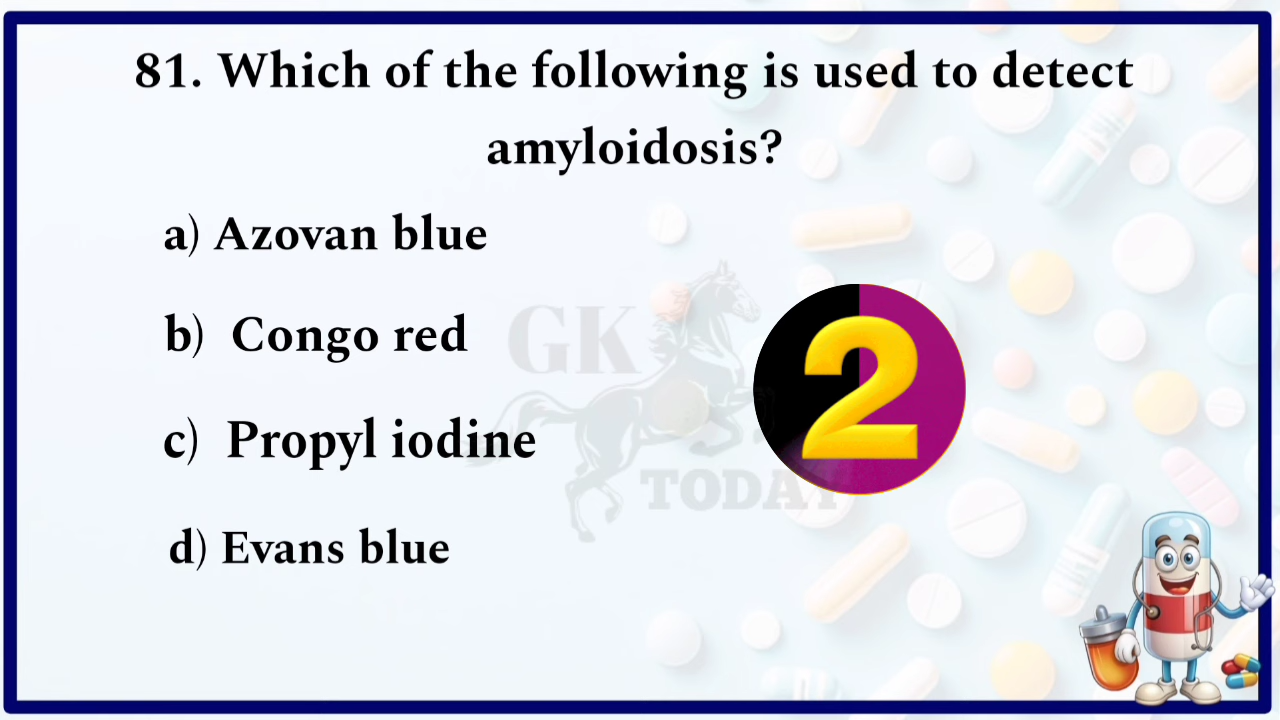 81. Which of the following is used to detect
amyloidosis?
a) Azovan blue
b) Congo red
c) Propyl iodine
d) Evans blue
GK
TODAY
2